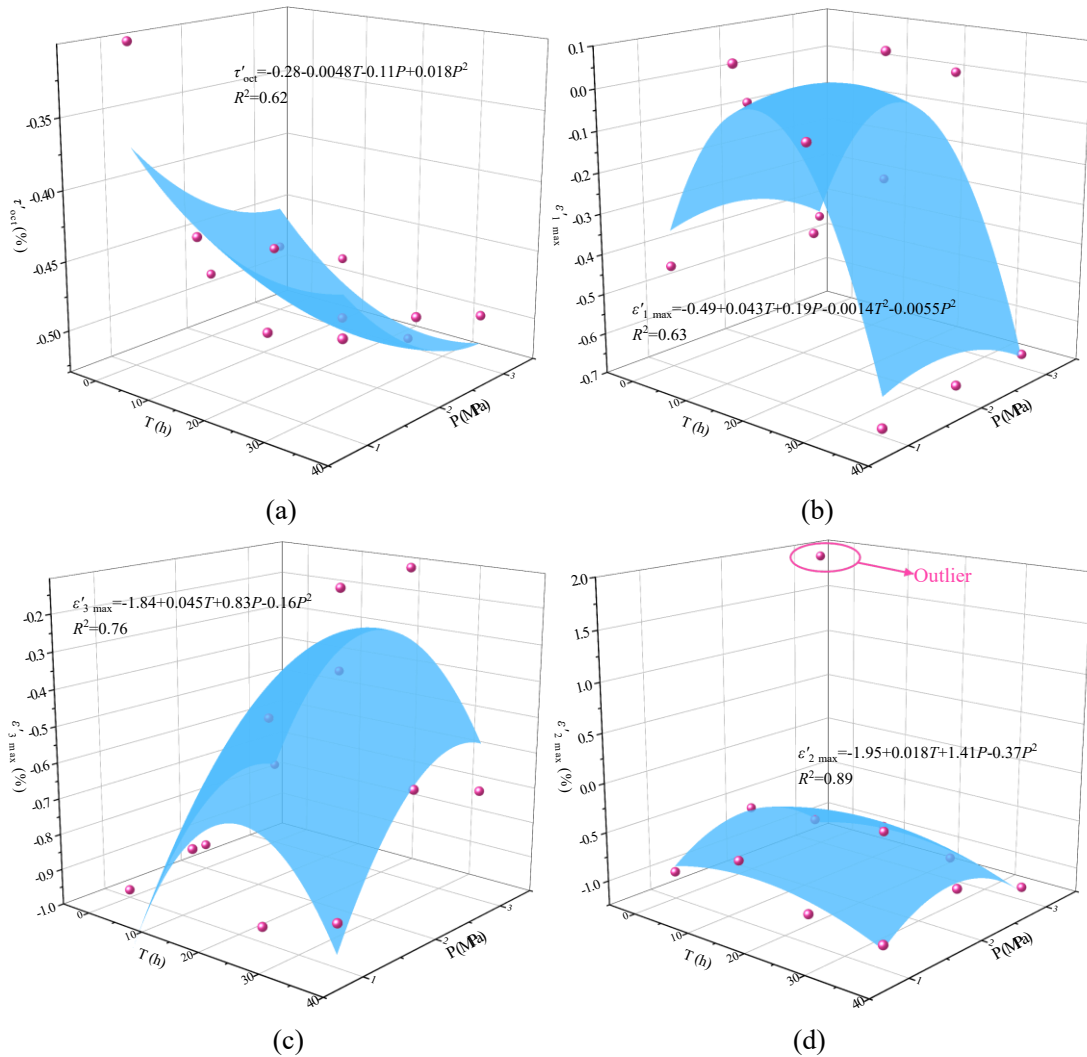 τ′oct=-0.28-0.0048T-0.11P+0.018P²
R²=0.62
-0.35
-0.40
-0.45
-0.50
τ′oct(%)
0
10
20
30
40
T (h)
1
2
3
P(MPa)
(a)
0.1
0.0
-0.1
-0.2
-0.3
-0.4
-0.5
-0.6
-0.7
ε′1 max
ε′1 max=-0.49+0.043T+0.19P-0.0014T²-0.0055P²
R²=0.63
0
10
20
30
40
T (h)
1
2
3
P(MPa)
(b)
ε′3 max=-1.84+0.045T+0.83P-0.16P²
R²=0.76
-0.2
-0.3
-0.4
-0.5
-0.6
-0.7
-0.8
-0.9
-1.0
ε′3 max (%)
0
10
20
30
40
T (h)
1
2
3
P(MPa)
(c)
Outlier
2.0
1.5
1.0
2.0
0.0
-0.5
-1.0
ε′2 max (%)
ε′2 max=-1.95+0.018T+1.41P-0.37P²
R²=0.89
0
10
20
30
40
T (h)
1
2
3
P(MPa)
(d)